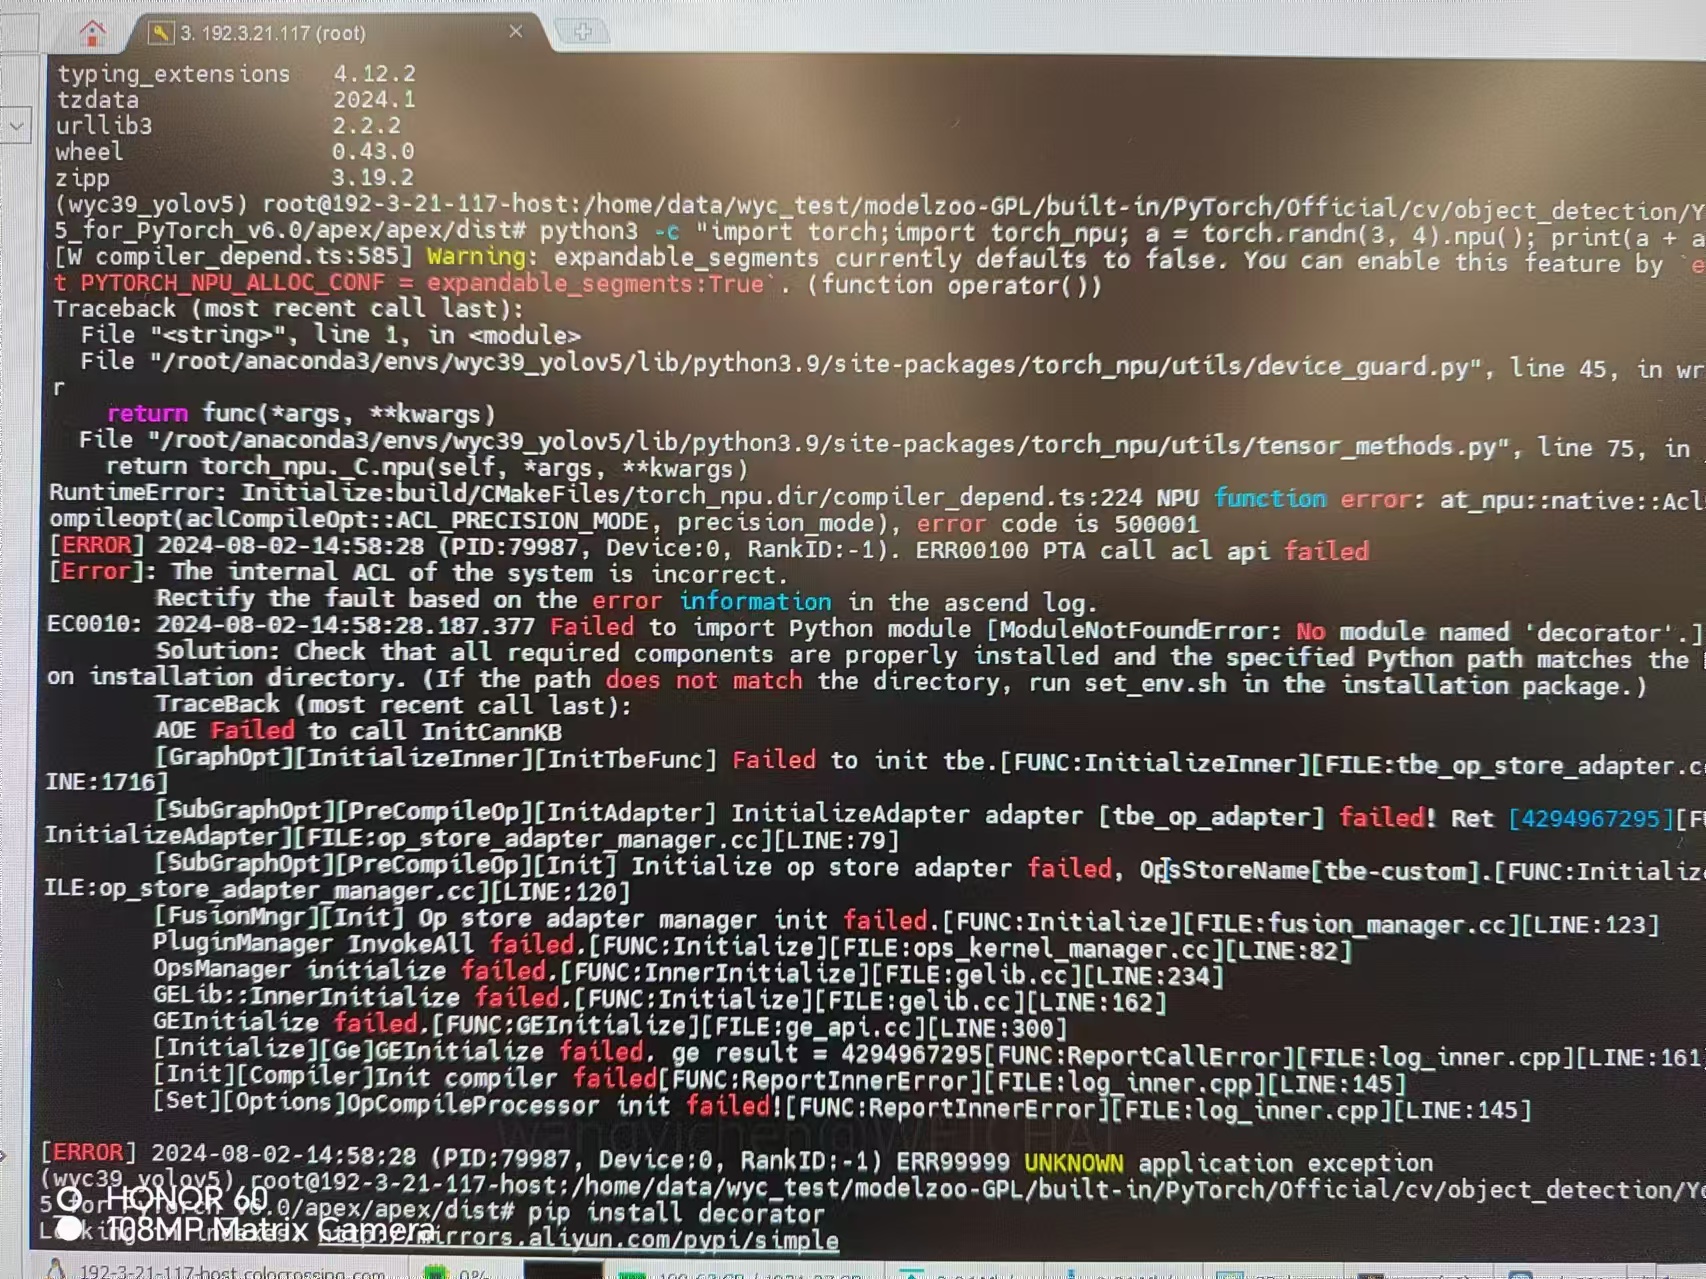 3. 192.3.21.117 (root)
typing_extensions 4.12.2
tzdata 2024.1
urllib3 2.2.2
wheel 0.43.0
zipp 3.19.2
(wyc39_yolov5) root@192-3-21-117-host:/home/data/wyc_test/modelzoo-GPL/built-in/PyTorch/Official/cv/object_detection/Y
5_for_PyTorch_v6.0/apex/apex/dist# python3 -c "import torch;import torch_npu; a = torch.randn(3, 4).npu(); print(a + a
[W compiler_depend.ts:585] Warning: expandable_segments currently defaults to false. You can enable this feature by `e
t PYTORCH_NPU_ALLOC_CONF = expandable_segments:True`. (function operator())
Traceback (most recent call last):
File "<string>", line 1, in <module>
File "/root/anaconda3/envs/wyc39_yolov5/lib/python3.9/site-packages/torch_npu/utils/device_guard.py", line 45, in wr
r
return func(*args, **kwargs)
File "/root/anaconda3/envs/wyc39_yolov5/lib/python3.9/site-packages/torch_npu/utils/tensor_methods.py", line 75, in
return torch_npu._C.npu(self, *args, **kwargs)
RuntimeError: Initialize:build/CMakeFiles/torch_npu.dir/compiler_depend.ts:224 NPU function error: at_npu::native::Acl
ompileopt(aclCompileOpt::ACL_PRECISION_MODE, precision_mode), error code is 500001
[ERROR] 2024-08-02-14:58:28 (PID:79987, Device:0, RankID:-1). ERR00100 PTA call acl api failed
[Error]: The internal ACL of the system is incorrect.
Rectify the fault based on the error information in the ascend log.
EC0010: 2024-08-02-14:58:28.187.377 Failed to import Python module [ModuleNotFoundError: No module named 'decorator'.]
Solution: Check that all required components are properly installed and the specified Python path matches the
on installation directory. (If the path does not match the directory, run set_env.sh in the installation package.)
TraceBack (most recent call last):
AOE Failed to call InitCannKB
[GraphOpt][InitializeInner][InitTbeFunc] Failed to init tbe.[FUNC:InitializeInner][FILE:tbe_op_store_adapter.c
INE:1716]
[SubGraphOpt][PreCompileOp][InitAdapter] InitializeAdapter adapter [tbe_op_adapter] failed! Ret [4294967295][F
InitializeAdapter][FILE:op_store_adapter_manager.cc][LINE:79]
[SubGraphOpt][PreCompileOp][Init] Initialize op store adapter failed, OpsStoreName[tbe-custom].[FUNC:Initializ
ILE:op_store_adapter_manager.cc][LINE:120]
[FusionMngr][Init] Op store adapter manager init failed.[FUNC:Initialize][FILE:fusion_manager.cc][LINE:123]
PluginManager InvokeAll failed.[FUNC:Initialize][FILE:ops_kernel_manager.cc][LINE:82]
OpsManager initialize failed.[FUNC:InnerInitialize][FILE:gelib.cc][LINE:234]
GELib::InnerInitialize failed.[FUNC:Initialize][FILE:gelib.cc][LINE:162]
GEInitialize failed.[FUNC:GEInitialize][FILE:ge_api.cc][LINE:300]
[Initialize][Ge]GEInitialize failed. ge result = 4294967295[FUNC:ReportCallError][FILE:log_inner.cpp][LINE:161
[Init][Compiler]Init compiler failed[FUNC:ReportInnerError][FILE:log_inner.cpp][LINE:145]
[Set][Options]OpCompileProcessor init failed![FUNC:ReportInnerError][FILE:log_inner.cpp][LINE:145]
[ERROR] 2024-08-02-14:58:28 (PID:79987, Device:0, RankID:-1) ERR99999 UNKNOWN application exception
(wyc39_yolov5) root@192-3-21-117-host:/home/data/wyc_test/modelzoo-GPL/built-in/PyTorch/Official/cv/object_detection/Y
5_for_PyTorch_v6.0/apex/apex/dist# pip install decorator
HONOR 60
108MP Matrix Camera
mirrors.aliyun.com/pypi/simple
192-3-21-117-host.colocrossing.com 0%